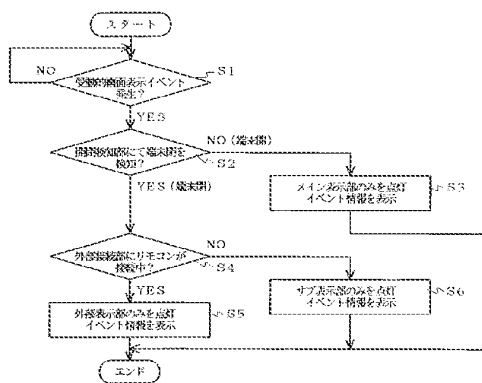 スタート
受動的画面表示イベント
発生？
S1
NO
YES
開閉検知部にて端末閉を
検知？
S2
NO（端末開）
YES（端末閉）
メイン表示部のみを点灯
イベント情報を表示
S3
外部接続部にリモコンが
接続中？
S4
NO
YES
サブ表示部のみを点灯
イベント情報を表示
S6
外部表示部のみを点灯
イベント情報を表示
S5
エンド